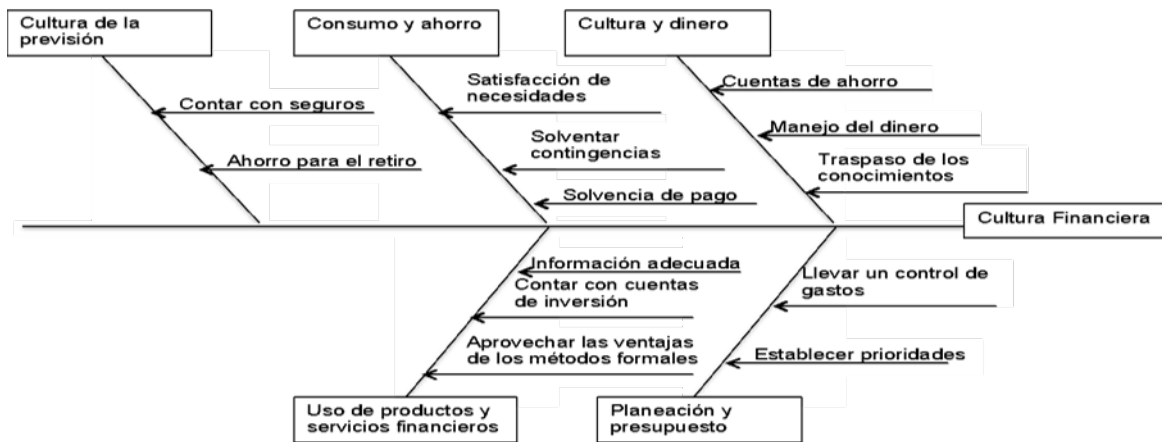 Cultura de la
previsión
Consumo y ahorro
Cultura y dinero
Contar con seguros
Ahorro para el retiro
Satisfacción de
necesidades
Solventar
contingencias
Solvencia de pago
Cuentas de ahorro
Manejo del dinero
Traspaso de los
conocimientos
Cultura Financiera
Información adecuada
Contar con cuentas
de inversión
Aprovechar las ventajas
de los métodos formales
Llevar un control de
gastos
Establecer prioridades
Uso de productos y
servicios financieros
Planeación y
presupuesto